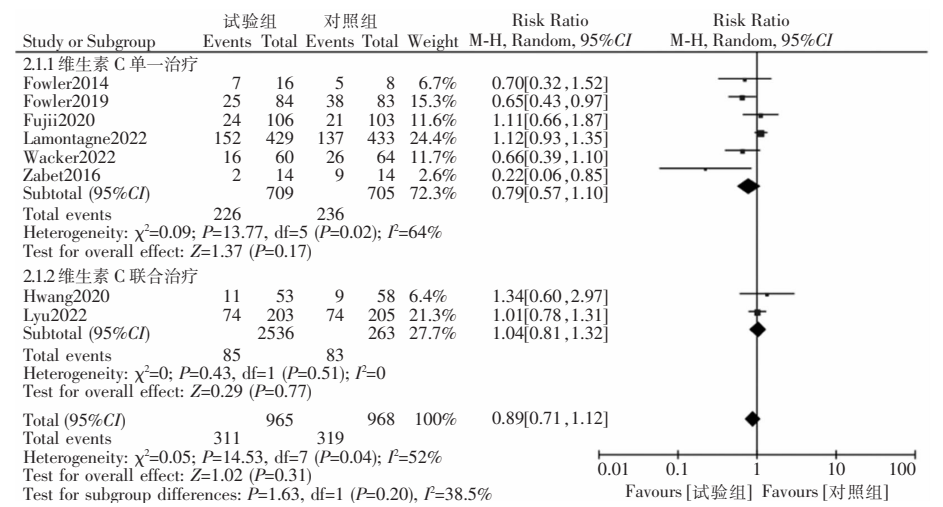 试验组 对照组 Risk Ratio Risk Ratio
Study or Subgroup Events Total Events Total Weight M-H, Random, 95%CI M-H, Random, 95%CI
2.1.1 维生素 C 单一治疗
Fowler2014 7 16 5 8 6.7% 0.70[0.32,1.52]
Fowler2019 25 84 38 83 15.3% 0.65[0.43,0.97]
Fujii2020 24 106 21 103 11.6% 1.11[0.66,1.87]
Lamontagne2022 152 429 137 433 24.4% 1.12[0.93,1.35]
Wacker2022 16 60 26 64 11.7% 0.66[0.39,1.10]
Zabet2016 2 14 9 14 2.6% 0.22[0.06,0.85]
Subtotal (95%CI) 709 705 72.3% 0.79[0.57,1.10]
Total events 226 236
Heterogeneity: χ²=0.09; P=13.77, df=5 (P=0.02); I²=64%
Test for overall effect: Z=1.37 (P=0.17)
2.1.2 维生素 C 联合治疗
Hwang2020 11 53 9 58 6.4% 1.34[0.60,2.97]
Lyu2022 74 203 74 205 21.3% 1.01[0.78,1.31]
Subtotal (95%CI) 2536 263 27.7% 1.04[0.81,1.32]
Total events 85 83
Heterogeneity: χ²=0; P=0.43, df=1 (P=0.51); I²=0
Test for overall effect: Z=0.29 (P=0.77)
Total (95%CI) 965 968 100% 0.89[0.71,1.12]
Total events 311 319
Heterogeneity: χ²=0.05; P=14.53, df=7 (P=0.04); I²=52%
Test for overall effect: Z=1.02 (P=0.31)
Test for subgroup differences: P=1.63, df=1 (P=0.20), I²=38.5%
0.01 0.1 1 10 100
Favours [试验组] Favours [对照组]